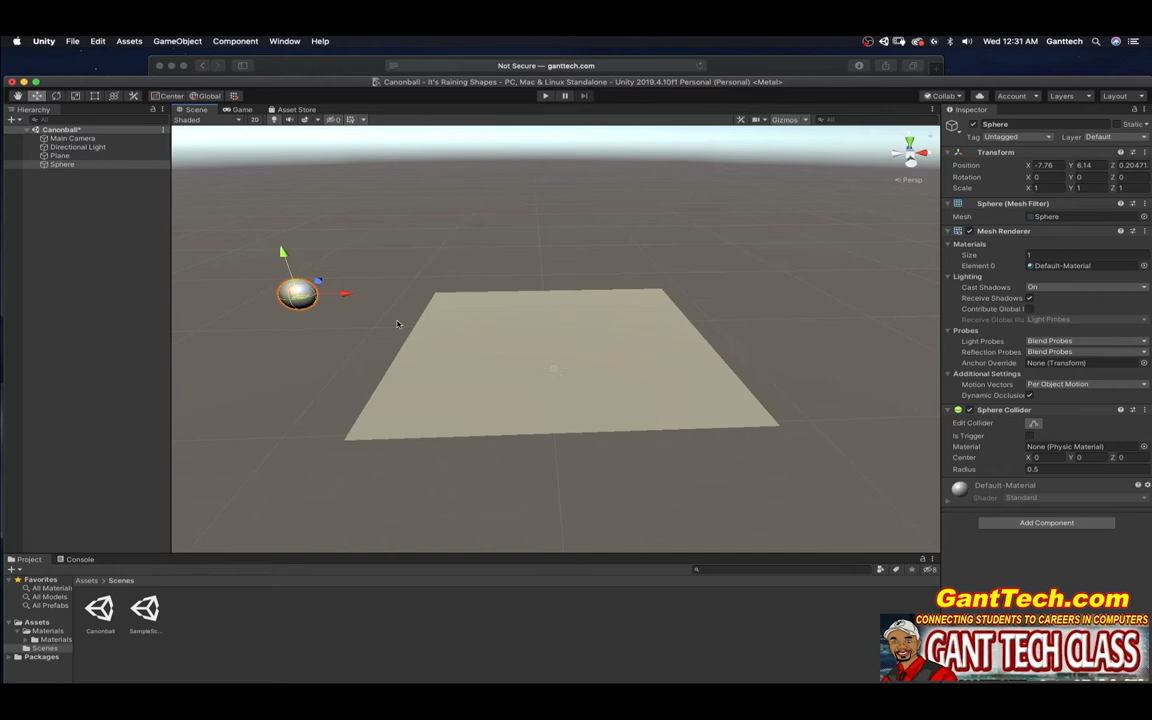 Unity File Edit Assets GameObject Component Window Help
Wed 12:31 AM Ganttech
Not Secure — ganttech.com
Canonball - It's Raining Shapes - PC, Mac & Linux Standalone - Unity 2019.4.10f1 Personal (Personal) <Metal>
Center Global
Collab Account Layers Layout
Hierarchy
Scene Game Asset Store
Inspector
All
Shaded 2D 0 Gizmos All
Canonball*
Main Camera
Directional Light
Plane
Sphere
Persp
Sphere Static
Tag Untagged Layer Default
Transform
Position X -7.76 Y 6.14 Z 0.20471
Rotation X 0 Y 0 Z 0
Scale X 1 Y 1 Z 1
Sphere (Mesh Filter)
Mesh Sphere
Mesh Renderer
Materials
Size 1
Element 0 Default-Material
Lighting
Cast Shadows On
Receive Shadows
Contribute Global I
Receive Global Illu Light Probes
Probes
Light Probes Blend Probes
Reflection Probes Blend Probes
Anchor Override None (Transform)
Additional Settings
Motion Vectors Per Object Motion
Dynamic Occlusion
Sphere Collider
Edit Collider
Is Trigger
Material None (Physic Material)
Center X 0 Y 0 Z 0
Radius 0.5
Default-Material
Shader Standard
Add Component
Project Console
8
Favorites
All Material
All Models
All Prefabs
Assets
Materials
Materials
Scenes
Packages
Assets Scenes
Canonball
SampleSc...
GantTech.com
CONNECTING STUDENTS TO CAREERS IN COMPUTERS
GANT TECH CLASS